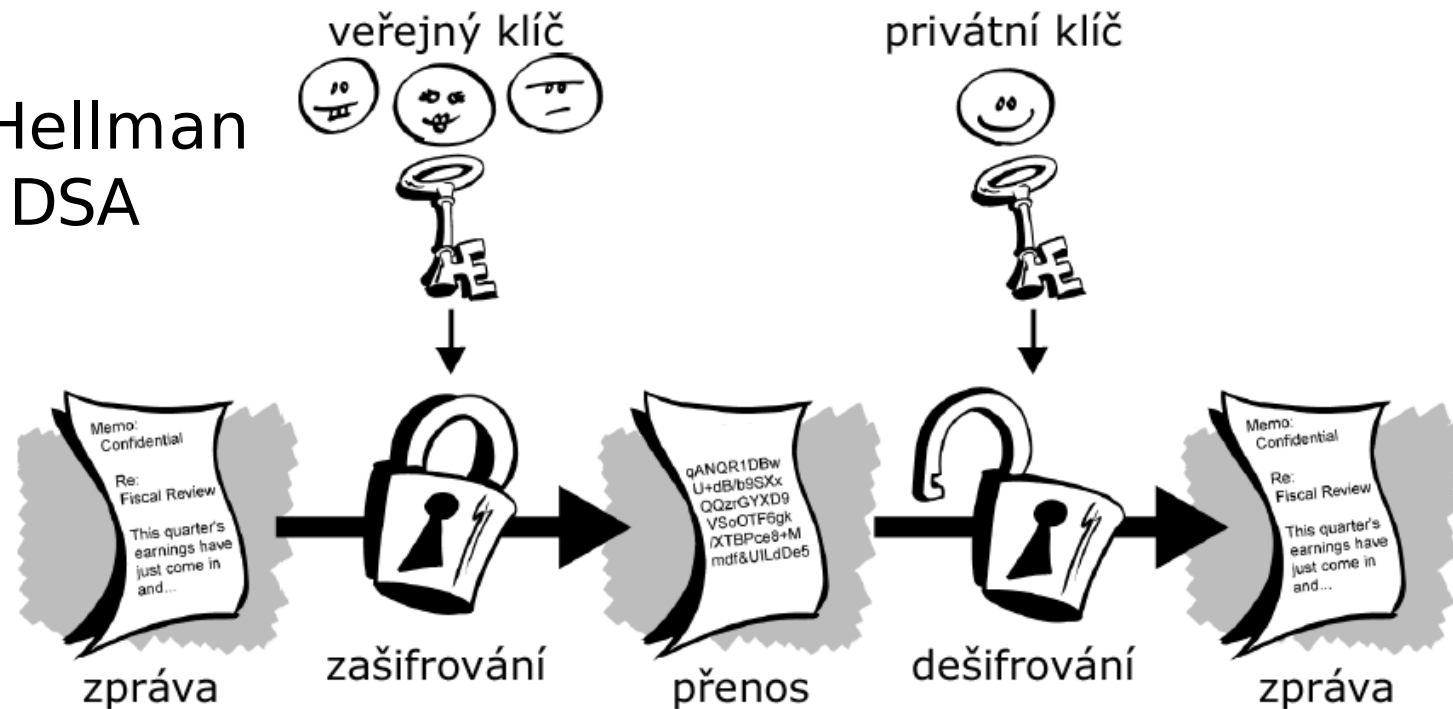 veřejný klíč
privátní klíč
Hellman
DSA
Memo:
Confidential
Re:
Fiscal Review
This quarter's
earnings have
just come in
and...
qANQR1DBw
U+dB/b9SXx
QQzrGYXD9
VSoOTF6gk
/XTBPce8+M
mdf&UILdDe5
Memo:
Confidential
Re:
Fiscal Review
This quarter's
earnings have
just come in
and...
zpráva
zašifrování
přenos
dešifrování
zpráva